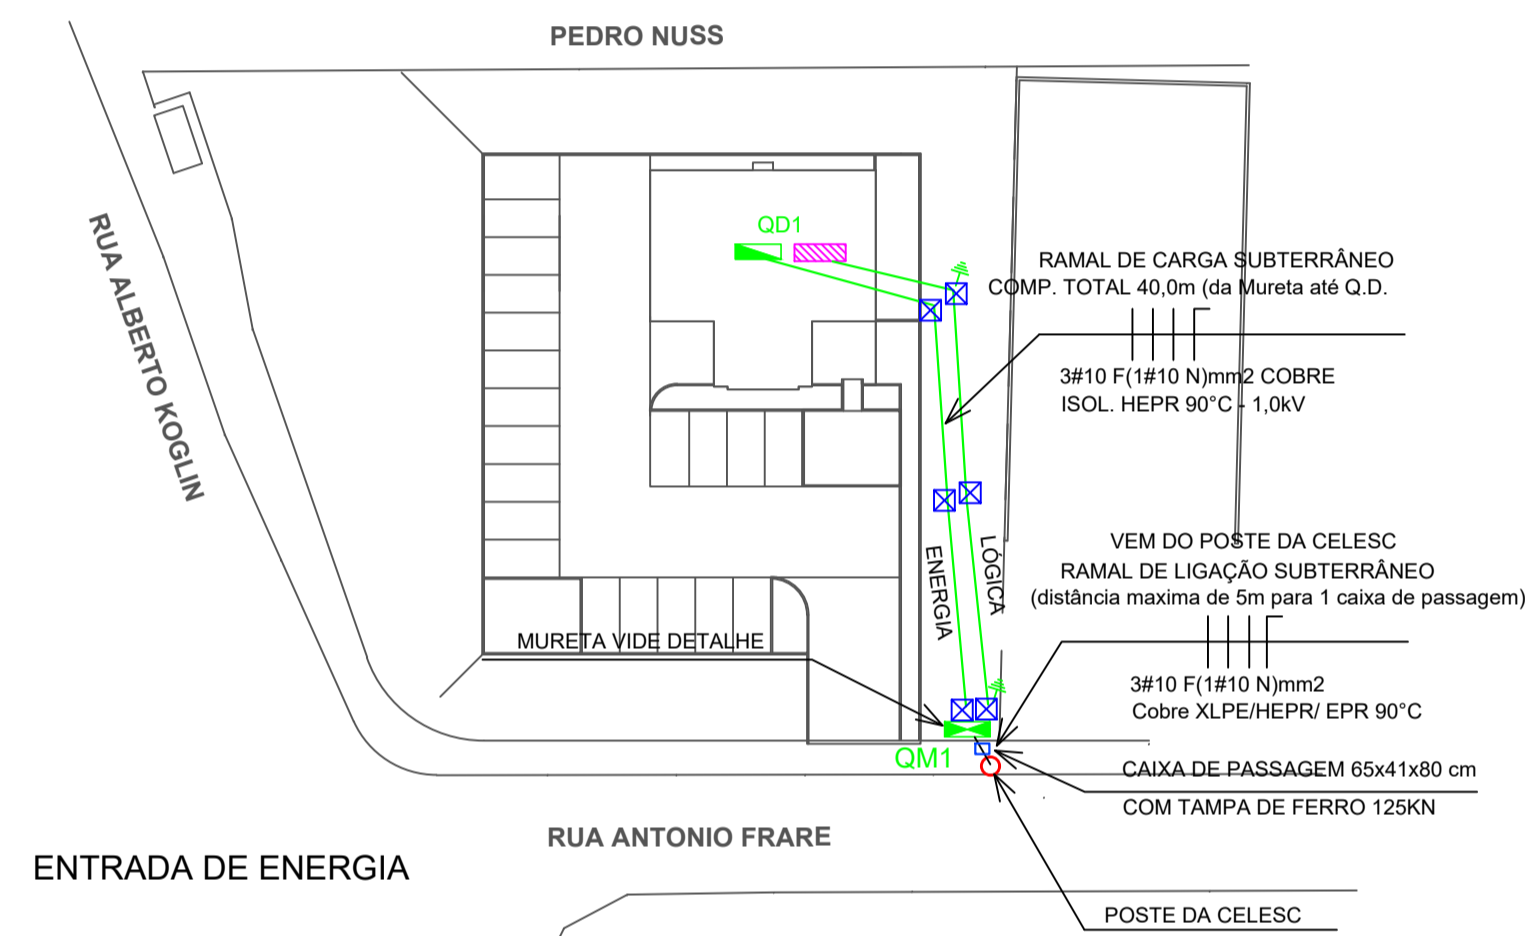 PEDRO NUSS
RUA ALBERTO KOGLIN
QD1
RAMAL DE CARGA SUBTERRÂNEO
COMP. TOTAL 40,0m (da Mureta até Q.D.
3#10 F(1#10 N)mm2 COBRE
ISOL. HEPR 90°C - 1,0kV
ENERGIA
LÓGICA
VEM DO POSTE DA CELESC
RAMAL DE LIGAÇÃO SUBTERRÂNEO
(distância maxima de 5m para 1 caixa de passagem)
MURETA VIDE DETALHE
3#10 F(1#10 N)mm2
Cobre XLPE/HEPR/ EPR 90°C
QM1
CAIXA DE PASSAGEM 65x41x80 cm
COM TAMPA DE FERRO 125KN
RUA ANTONIO FRARE
ENTRADA DE ENERGIA
POSTE DA CELESC